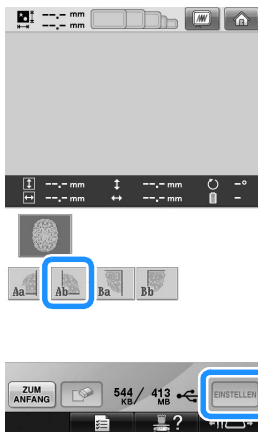 --.- mm
--.- mm
--.- mm --.- mm --°
--.- mm --.- mm -
Aa Ab Ba Bb
ZUM ANFANG 544 KB / 413 MB EINSTELLEN
?